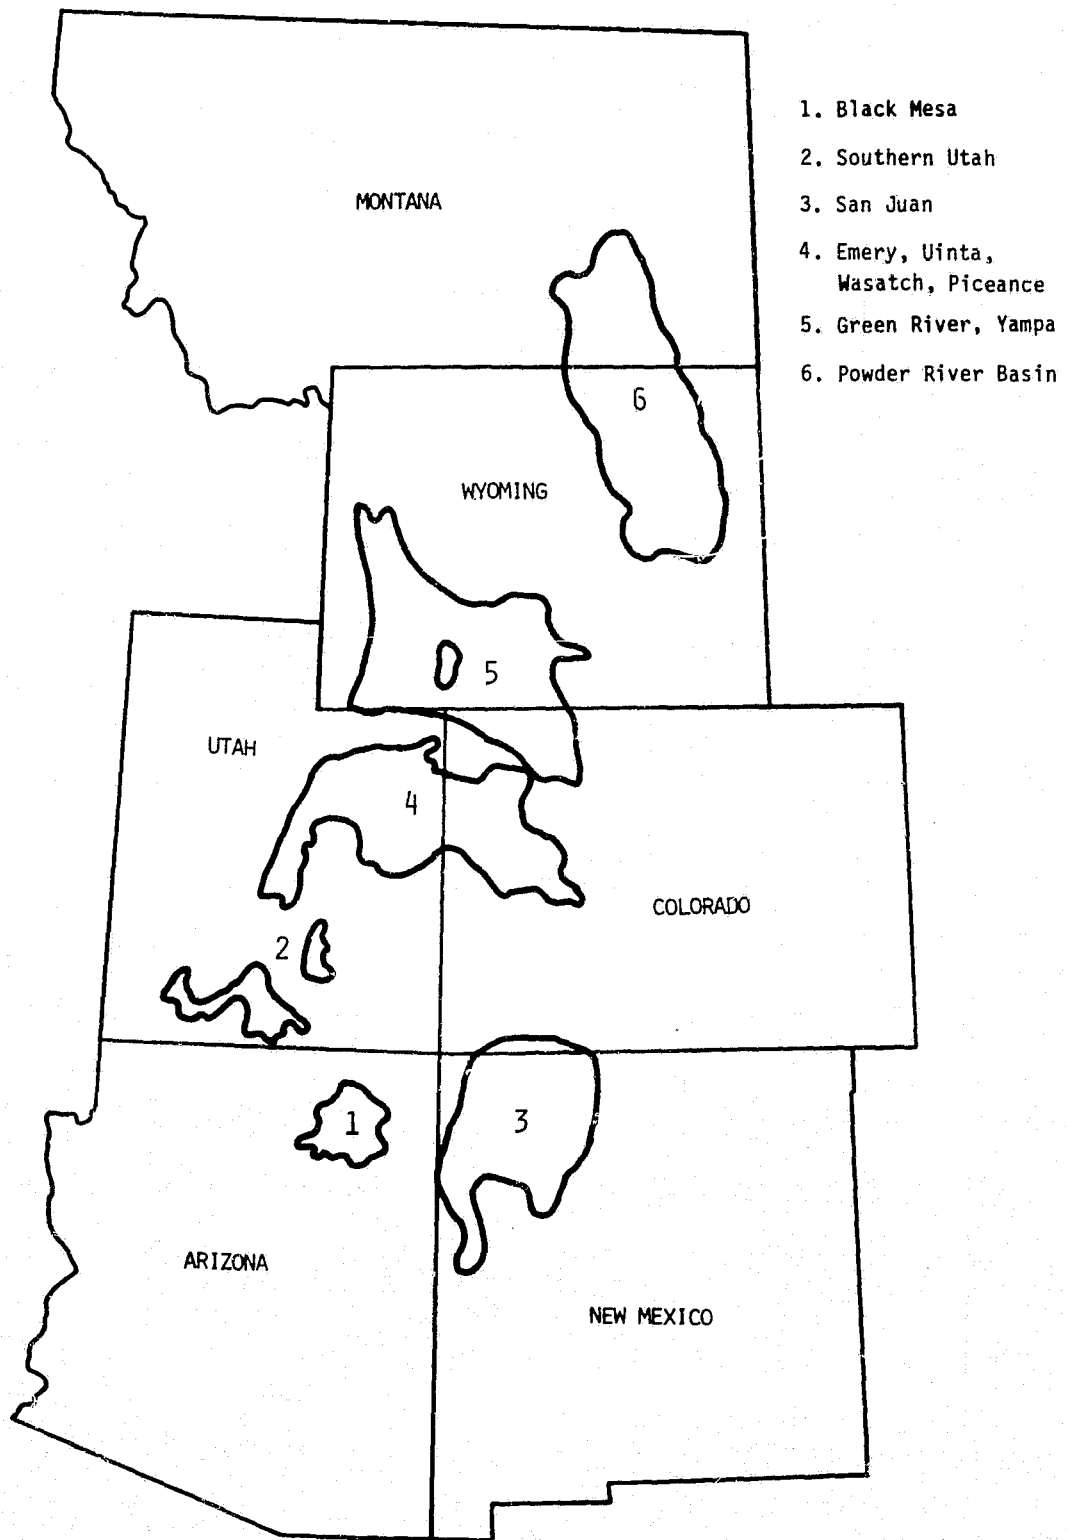 1. Black Mesa
2. Southern Utah
MONTANA
3. San Juan
4. Emery, Uinta,
Wasatch, Piceance
5. Green River, Yampa
6. Powder River Basin
6
WYOMING
5
UTAH
4
COLORADO
2
1
3
ARIZONA
NEW MEXICO